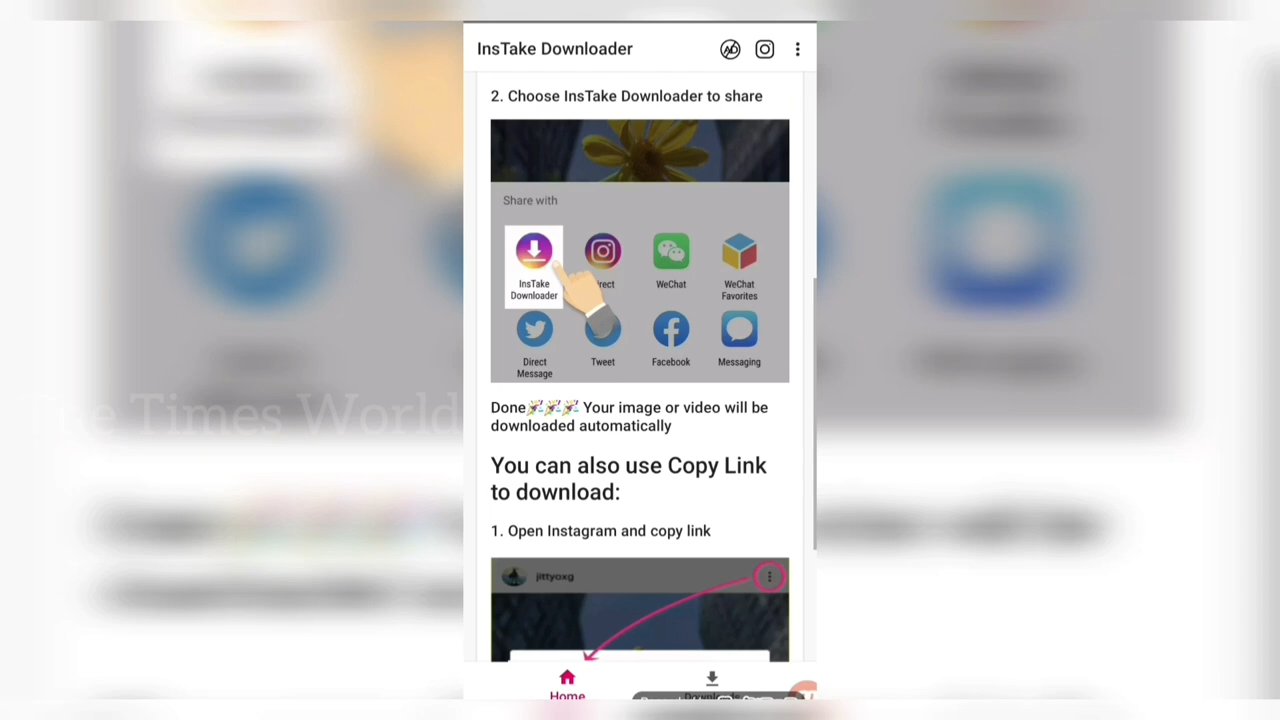 InsTake Downloader
2. Choose InsTake Downloader to share
Share with
InsTake
Downloader
WeChat
WeChat
Favorites
Direct
Message
Tweet
Facebook
Messaging
The Times World
Done🎉🎉🎉 Your image or video will be
downloaded automatically
You can also use Copy Link
to download:
1. Open Instagram and copy link
jittyoxg
Home